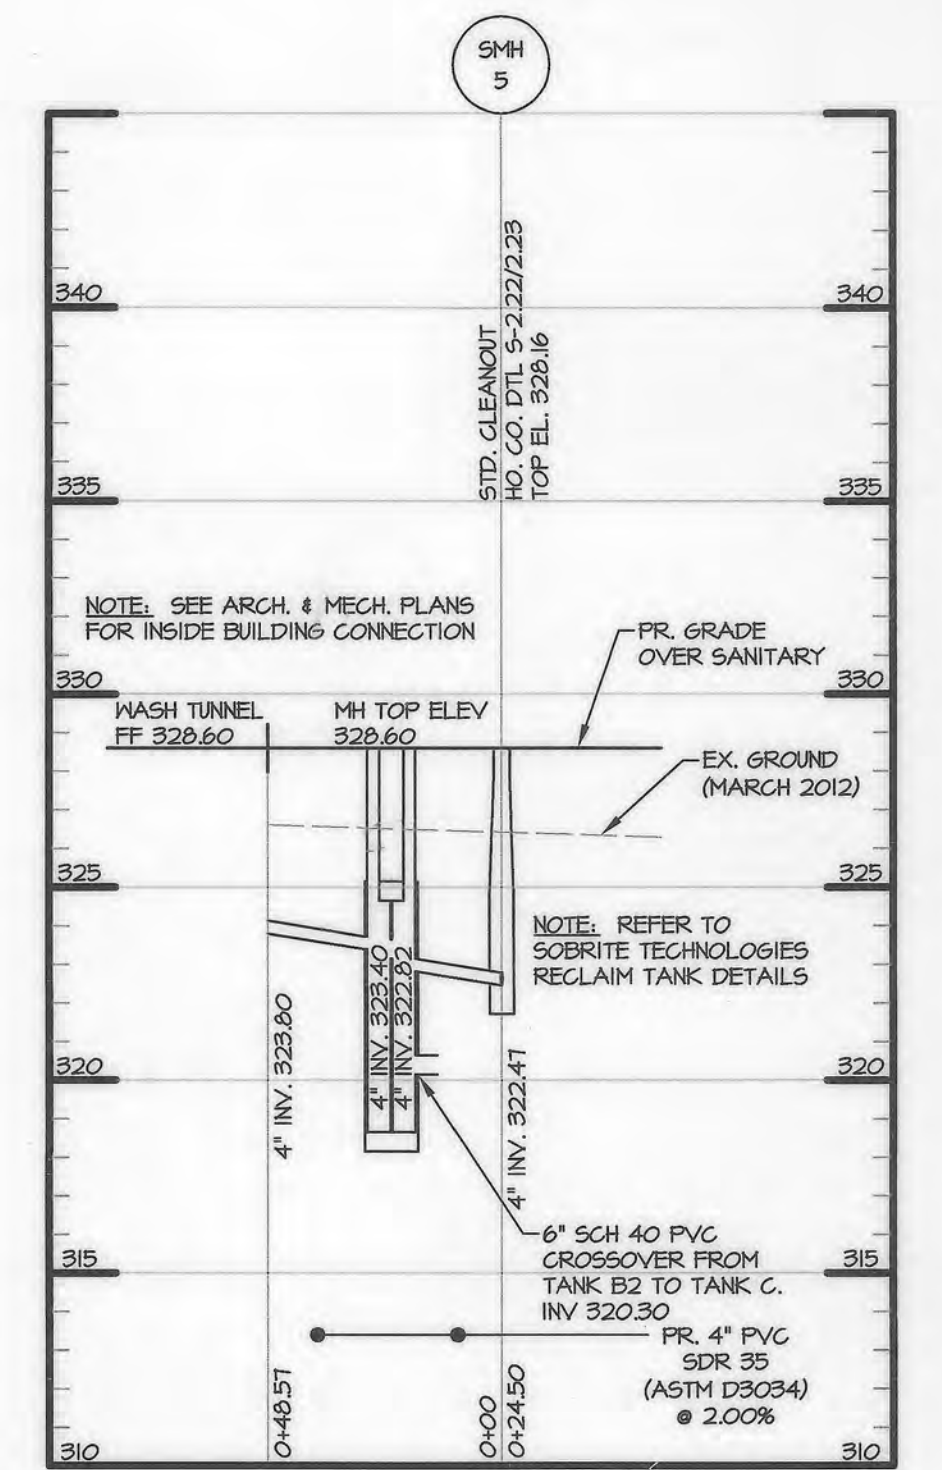 SMH
5
340
340
STD. CLEANOUT
HO. CO. DTL S-2.22/2.23
TOP EL. 328.16
335
335
NOTE: SEE ARCH. & MECH. PLANS
FOR INSIDE BUILDING CONNECTION
PR. GRADE
OVER SANITARY
330
330
WASH TUNNEL
FF 328.60
MH TOP ELEV
328.60
EX. GROUND
(MARCH 2012)
325
325
NOTE: REFER TO
SOBRITE TECHNOLOGIES
RECLAIM TANK DETAILS
4" INV. 323.80
4" INV. 323.40
4" INV. 322.82
4" INV. 322.47
320
320
6" SCH 40 PVC
CROSSOVER FROM
TANK B2 TO TANK C.
INV 320.30
315
315
PR. 4" PVC
SDR 35
(ASTM D3034)
@ 2.00%
0+48.57
0+00
0+24.50
310
310